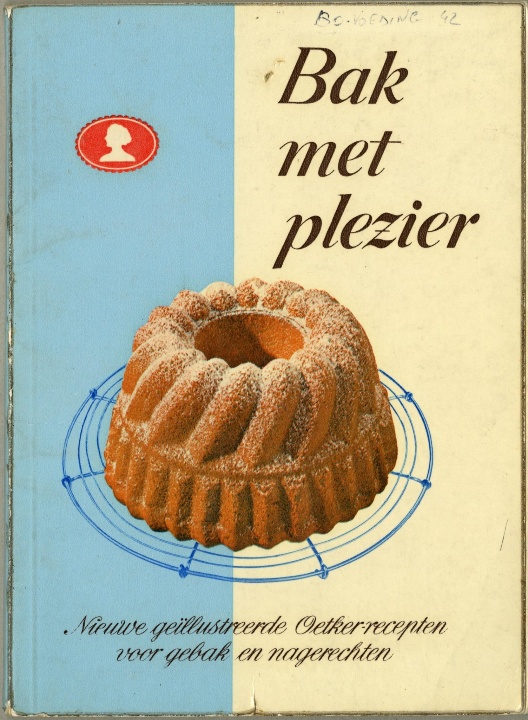 Bak
met
plezier
Nieuwe geïllustreerde Oetker-recepten
voor gebak en nagerechten